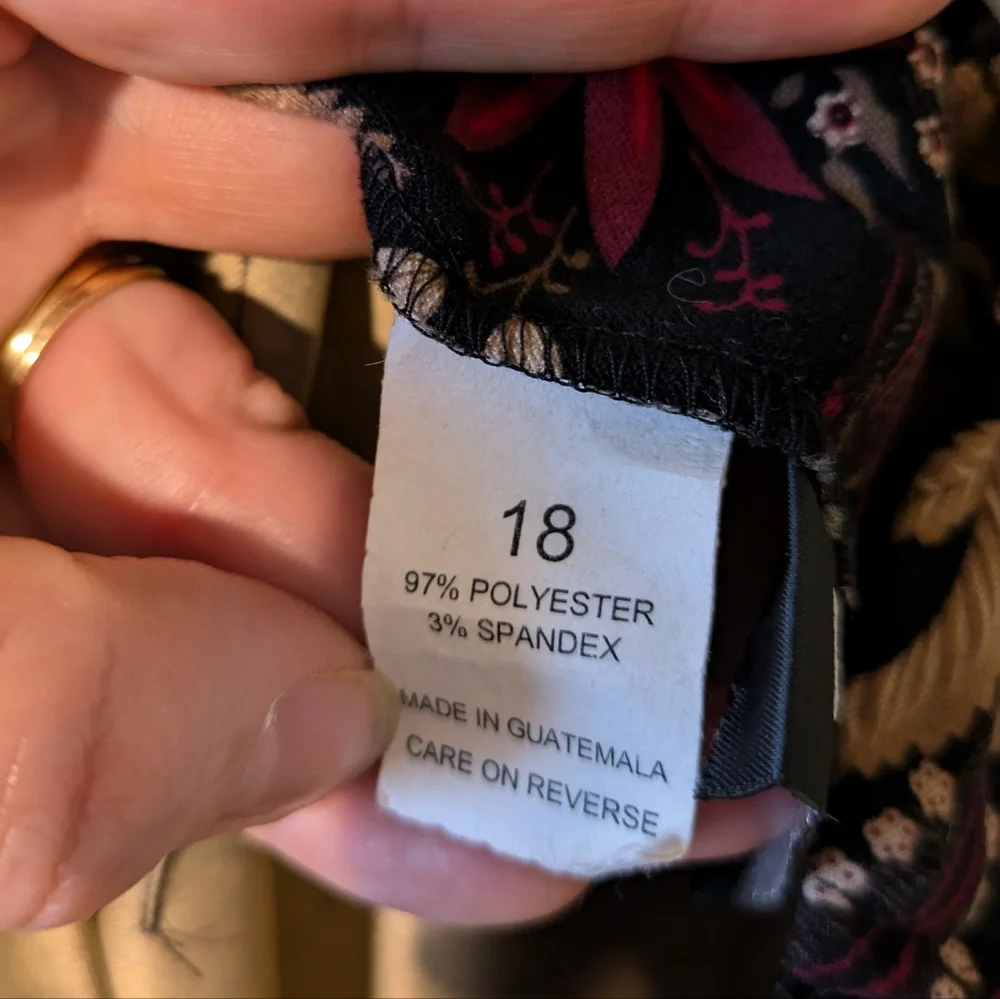 18
97% POLYESTER
3% SPANDEX
MADE IN GUATEMALA
CARE ON REVERSE